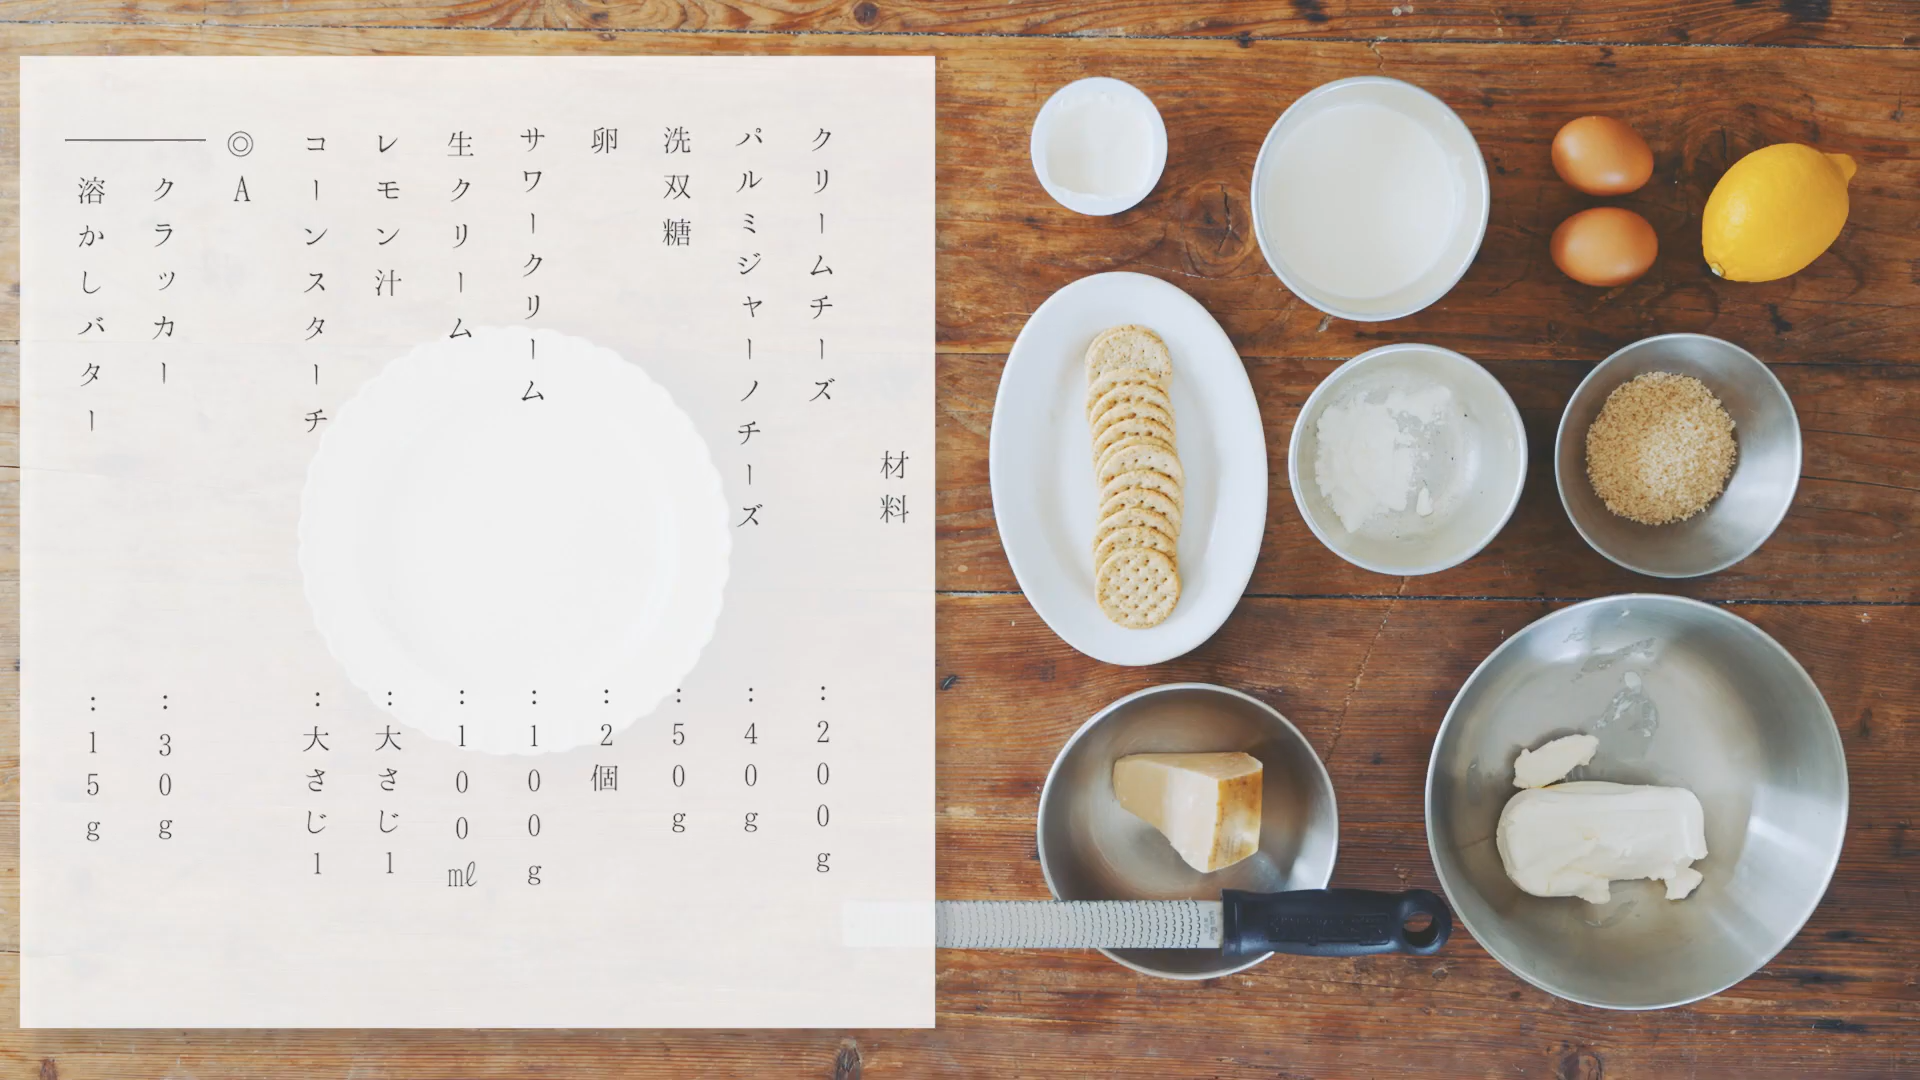 材料
クリームチーズ:200g
パルミジャーノチーズ:40g
洗双糖:50g
卵:2個
サワークリーム:100g
生クリーム:100㎖
レモン汁:大さじ1
コーンスターチ:大さじ1
◎A
クラッカー:30g
溶かしバター:15g